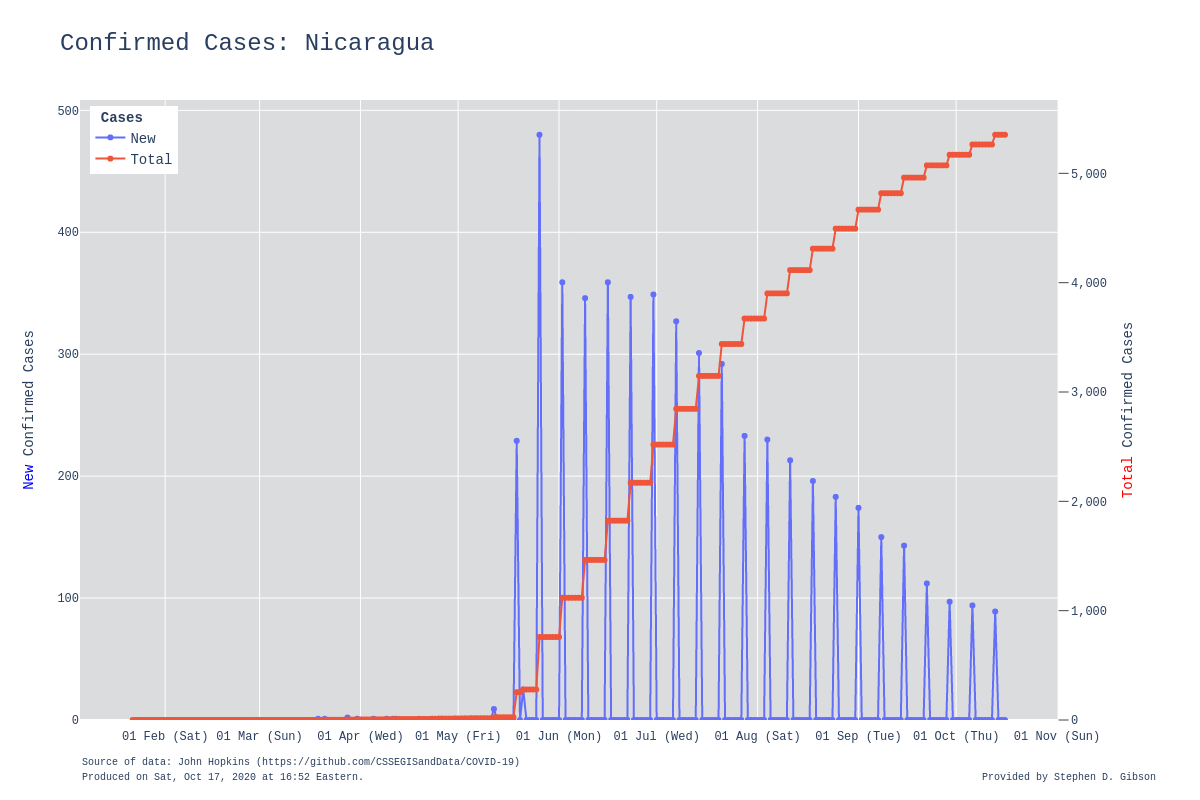 Confirmed Cases: Nicaragua
Cases
New
Total
500
400
300
200
100
0
5,000
4,000
3,000
2,000
1,000
0
New Confirmed Cases
Total Confirmed Cases
01 Feb (Sat) 01 Mar (Sun) 01 Apr (Wed) 01 May (Fri) 01 Jun (Mon) 01 Jul (Wed) 01 Aug (Sat) 01 Sep (Tue) 01 Oct (Thu) 01 Nov (Sun)
Source of data: John Hopkins (https://github.com/CSSEGISandData/COVID-19)
Produced on Sat, Oct 17, 2020 at 16:52 Eastern.
Provided by Stephen D. Gibson